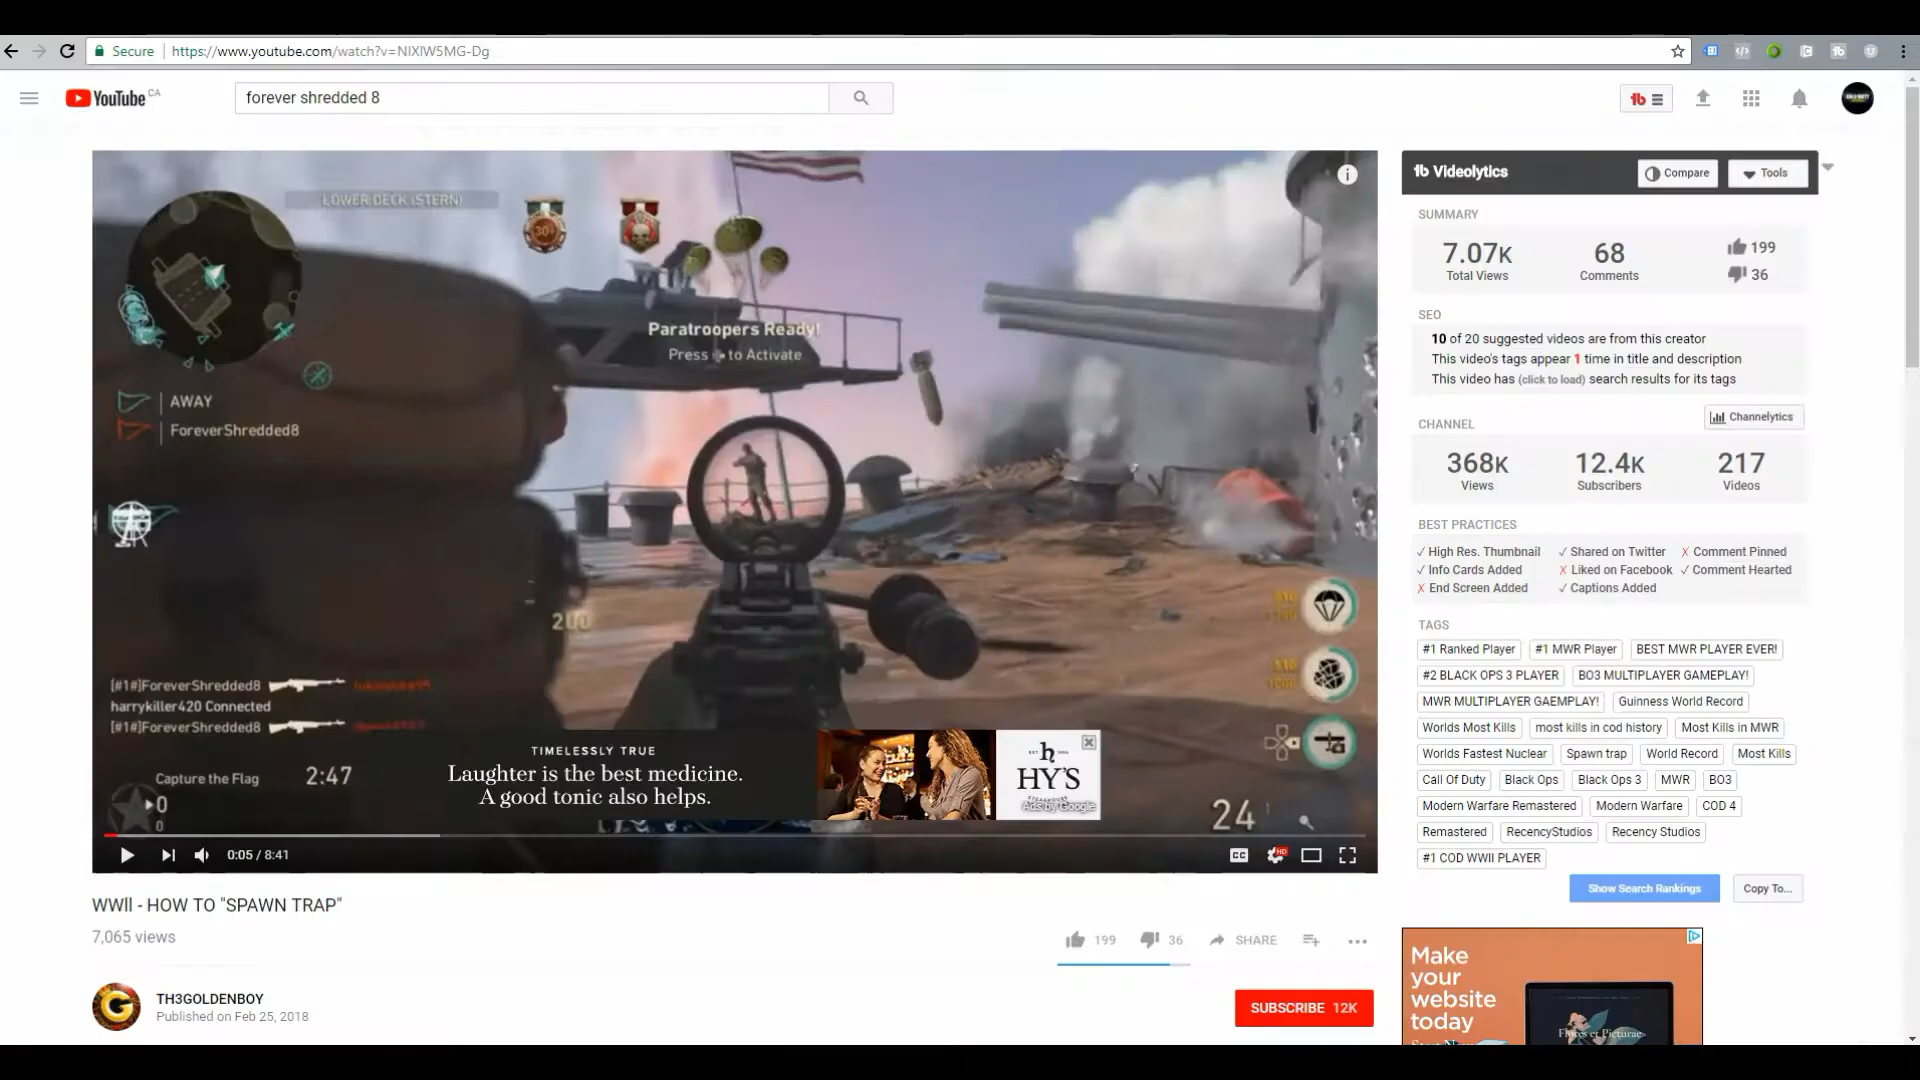 Secure
https://www.youtube.com/watch?v=NIXIW5MG-Dg
YouTube CA
forever shredded 8
LOWER DECK (STERN)
30+
Paratroopers Ready!
Press to Activate
AWAY
ForeverShredded8
200
[#1#]ForeverShredded8
harrykiller420 Connected
[#1#]ForeverShredded8
Capture the Flag 2:47
0
0
24
TIMELESSLY TRUE
Laughter is the best medicine.
A good tonic also helps.
HY'S
Ads by Google
0:05 / 8:41
CC
HD
WWll - HOW TO "SPAWN TRAP"
7,065 views
199
36
SHARE
TH3GOLDENBOY
Published on Feb 25, 2018
SUBSCRIBE 12K
tb Videolytics
Compare
Tools
SUMMARY
7.07K 68 199
Total Views Comments 36
SEO
10 of 20 suggested videos are from this creator
This video's tags appear 1 time in title and description
This video has (click to load) search results for its tags
CHANNEL
Channelytics
368K 12.4K 217
Views Subscribers Videos
BEST PRACTICES
✓ High Res. Thumbnail ✓ Shared on Twitter ✗ Comment Pinned
✓ Info Cards Added ✗ Liked on Facebook ✓ Comment Hearted
✗ End Screen Added ✓ Captions Added
TAGS
#1 Ranked Player #1 MWR Player BEST MWR PLAYER EVER!
#2 BLACK OPS 3 PLAYER BO3 MULTIPLAYER GAMEPLAY!
MWR MULTIPLAYER GAEMPLAY! Guinness World Record
Worlds Most Kills most kills in cod history Most Kills in MWR
Worlds Fastest Nuclear Spawn trap World Record Most Kills
Call Of Duty Black Ops Black Ops 3 MWR BO3
Modern Warfare Remastered Modern Warfare COD 4
Remastered RecencyStudios Recency Studios
#1 COD WWII PLAYER
Show Search Rankings
Copy To...
Make
your
website
today